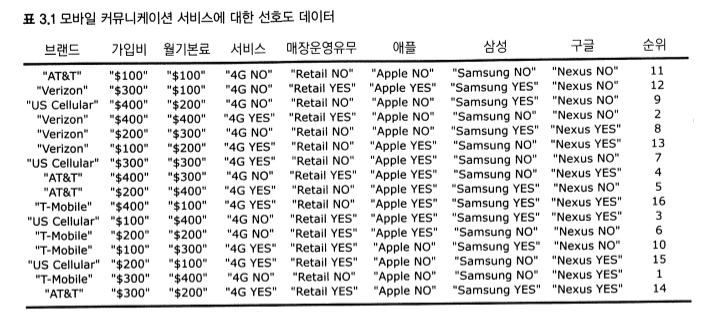 표 3.1 모바일 커뮤니케이션 서비스에 대한 선호도 데이터
브랜드 가입비 월기본료 서비스 매장운영유무 애플 삼성 구글 순위
"AT&T" "$100" "$100" "4G NO" "Retail NO" "Apple NO" "Samsung NO" "Nexus NO" 11
"Verizon" "$300" "$100" "4G NO" "Retail YES" "Apple YES" "Samsung YES" "Nexus NO" 12
"US Cellular" "$400" "$200" "4G NO" "Retail NO" "Apple NO" "Samsung YES" "Nexus NO" 9
"Verizon" "$400" "$400" "4G YES" "Retail YES" "Apple NO" "Samsung NO" "Nexus NO" 2
"Verizon" "$200" "$300" "4G NO" "Retail NO" "Apple NO" "Samsung YES" "Nexus YES" 8
"Verizon" "$100" "$200" "4G YES" "Retail NO" "Apple YES" "Samsung NO" "Nexus YES" 13
"US Cellular" "$300" "$300" "4G YES" "Retail NO" "Apple YES" "Samsung NO" "Nexus NO" 7
"AT&T" "$400" "$300" "4G NO" "Retail YES" "Apple YES" "Samsung NO" "Nexus YES" 4
"AT&T" "$200" "$400" "4G YES" "Retail NO" "Apple YES" "Samsung YES" "Nexus NO" 5
"T-Mobile" "$400" "$100" "4G YES" "Retail NO" "Apple YES" "Samsung YES" "Nexus YES" 16
"US Cellular" "$100" "$400" "4G NO" "Retail YES" "Apple YES" "Samsung YES" "Nexus YES" 3
"T-Mobile" "$200" "$200" "4G NO" "Retail YES" "Apple YES" "Samsung NO" "Nexus NO" 6
"T-Mobile" "$100" "$300" "4G YES" "Retail YES" "Apple NO" "Samsung YES" "Nexus NO" 10
"US Cellular" "$200" "$100" "4G YES" "Retail YES" "Apple NO" "Samsung NO" "Nexus YES" 15
"T-Mobile" "$300" "$400" "4G NO" "Retail NO" "Apple NO" "Samsung NO" "Nexus YES" 1
"AT&T" "$300" "$200" "4G YES" "Retail YES" "Apple NO" "Samsung YES" "Nexus YES" 14